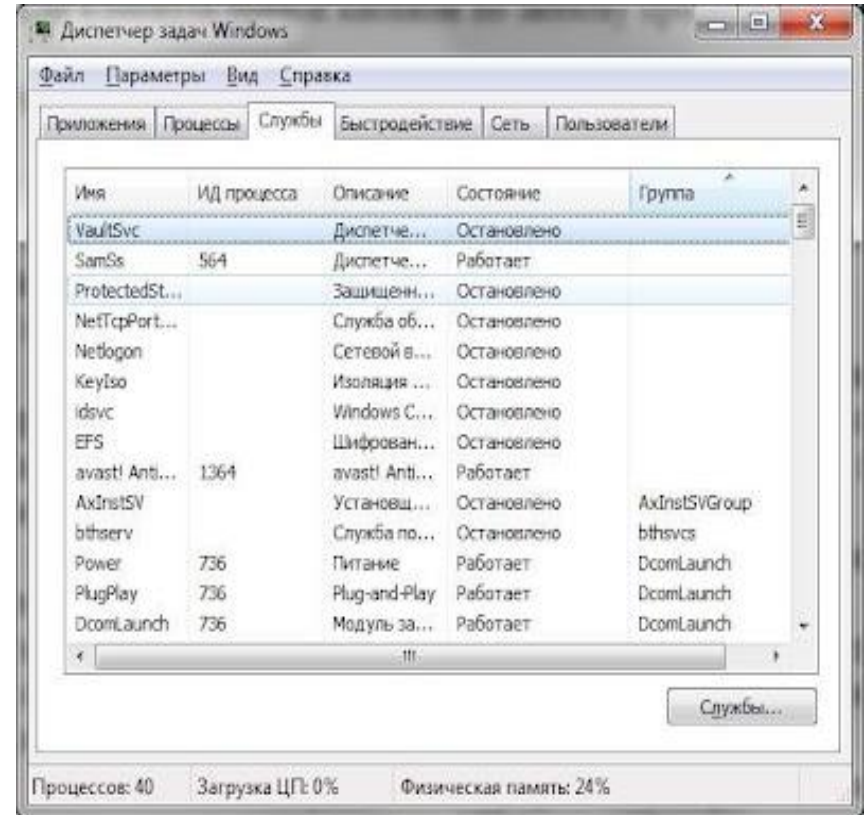 Диспетчер задач Windows
Файл Параметры Вид Справка
Приложения Процессы Службы Быстродействие Сеть Пользователи
Имя ИД процесса Описание Состояние Группа
VaultSvc Диспетче... Остановлено
SamSs 564 Диспетче... Работает
ProtectedSt... Защищенн... Остановлено
NetTcpPort... Служба об... Остановлено
Netlogon Сетевой в... Остановлено
KeyIso Изоляция ... Остановлено
idsvc Windows C... Остановлено
EFS Шифрован... Остановлено
avast! Anti... 1364 avast! Anti... Работает
AxInstSV Установщ... Остановлено AxInstSVGroup
bthserv Служба по... Остановлено bthsvcs
Power 736 Питание Работает DcomLaunch
PlugPlay 736 Plug-and-Play Работает DcomLaunch
DcomLaunch 736 Модуль за... Работает DcomLaunch
Службы...
Процессов: 40 Загрузка ЦП: 0% Физическая память: 24%